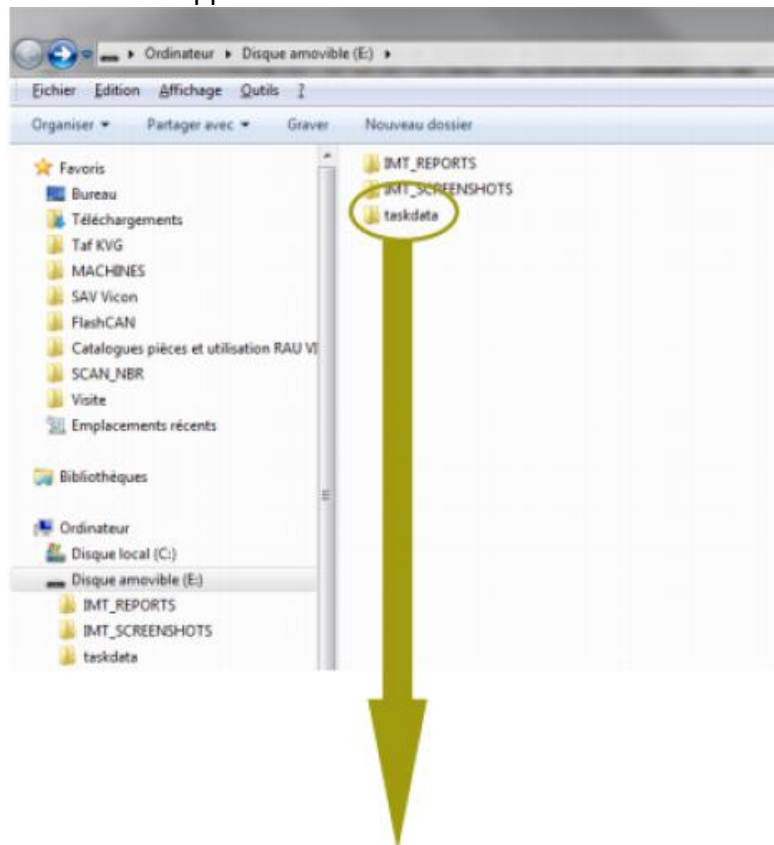 Ordinateur ▸ Disque amovible (E:) ▸
Eichier Edition Affichage Outils ?
Organiser Partager avec Graver Nouveau dossier
Favoris
Bureau
Téléchargements
Taf KVG
MACHINES
SAV Vicon
FlashCAN
Catalogues pièces et utilisation RAU VI
SCAN_NBR
Visite
Emplacements récents
Bibliothèques
Ordinateur
Disque local (C:)
Disque amovible (E:)
IMT_REPORTS
IMT_SCREENSHOTS
taskdata
IMT_REPORTS
IMT_SCREENSHOTS
taskdata